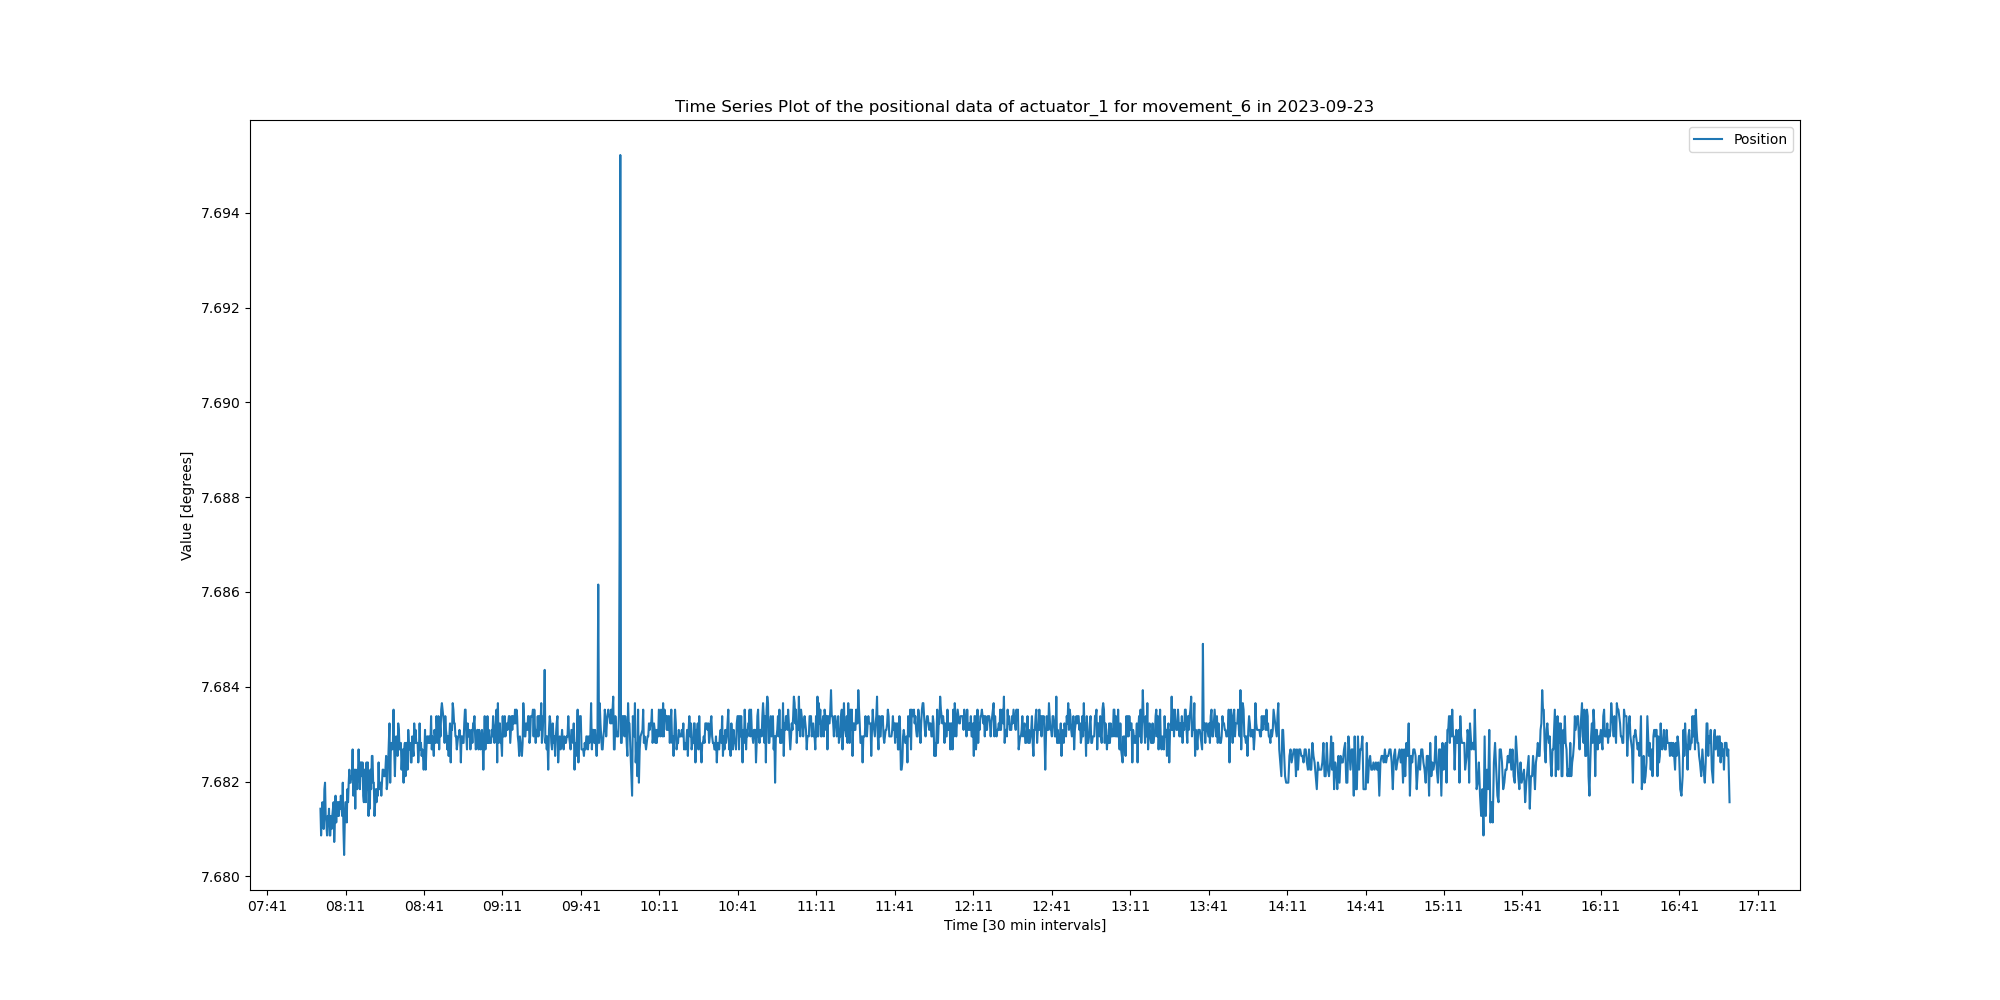 Time Series Plot of the positional data of actuator_1 for movement_6 in 2023-09-23
Position
7.694
7.692
7.690
7.688
7.686
7.684
7.682
7.680
Value [degrees]
07:41 08:11 08:41 09:11 09:41 10:11 10:41 11:11 11:41 12:11 12:41 13:11 13:41 14:11 14:41 15:11 15:41 16:11 16:41 17:11
Time [30 min intervals]